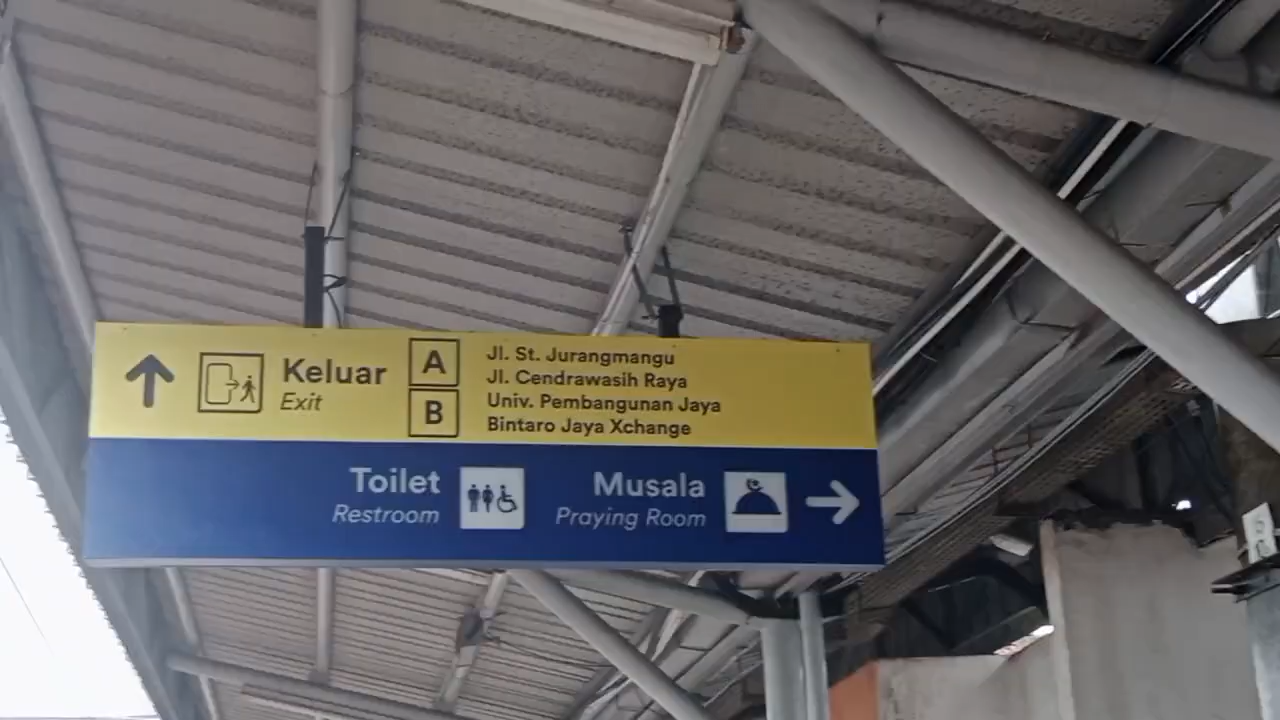 Keluar
Exit
A
B
Jl. St. Jurangmangu
Jl. Cendrawasih Raya
Univ. Pembangunan Jaya
Bintaro Jaya Xchange
Toilet
Restroom
Musala
Praying Room